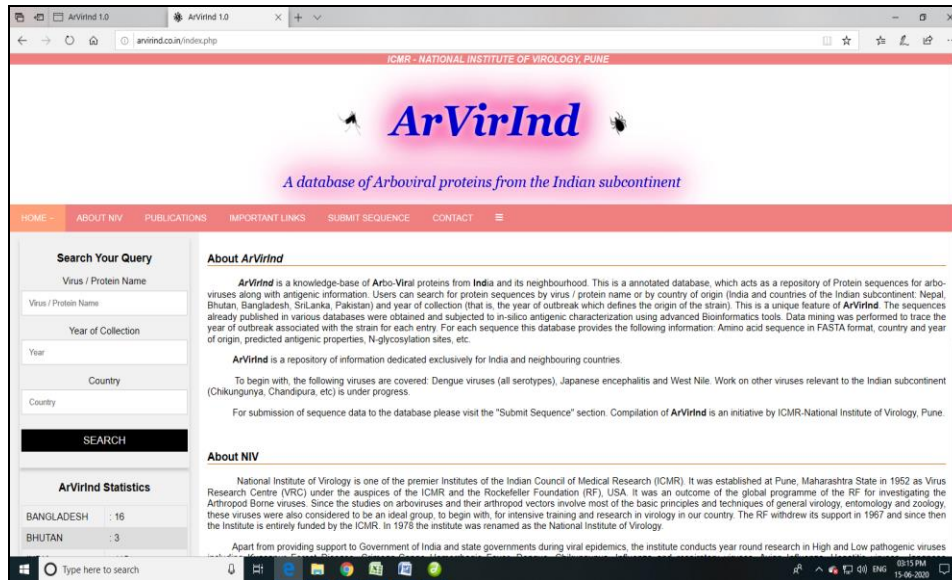 ArVirInd 1.0
ArVirInd 1.0
arvirind.co.in/index.php
ICMR - NATIONAL INSTITUTE OF VIROLOGY, PUNE
ArVirInd
A database of Arboviral proteins from the Indian subcontinent
HOME ABOUT NIV PUBLICATIONS IMPORTANT LINKS SUBMIT SEQUENCE CONTACT
Search Your Query
Virus / Protein Name
Virus / Protein Name
Year of Collection
Year
Country
Country
SEARCH
ArVirInd Statistics
BANGLADESH : 16
BHUTAN : 3
About ArVirInd
ArVirInd is a knowledge-base of Arbo-Viral proteins from India and its neighbourhood. This is a annotated database, which acts as a repository of Protein sequences for arbo-
viruses along with antigenic information. Users can search for protein sequences by virus / protein name or by country of origin (India and countries of the Indian subcontinent: Nepal,
Bhutan, Bangladesh, SriLanka, Pakistan) and year of collection (that is, the year of outbreak which defines the origin of the strain). This is a unique feature of ArVirInd. The sequences
already published in various databases were obtained and subjected to in-silico antigenic characterization using advanced Bioinformatics tools. Data mining was performed to trace the
year of outbreak associated with the strain for each entry. For each sequence this database provides the following information: Amino acid sequence in FASTA format, country and year
of origin, predicted antigenic properties, N-glycosylation sites, etc.
ArVirInd is a repository of information dedicated exclusively for India and neighbouring countries.
To begin with, the following viruses are covered: Dengue viruses (all serotypes), Japanese encephalitis and West Nile. Work on other viruses relevant to the Indian subcontinent
(Chikungunya, Chandipura, etc) is under progress.
For submission of sequence data to the database please visit the "Submit Sequence" section. Compilation of ArVirInd is an initiative by ICMR-National Institute of Virology, Pune.
About NIV
National Institute of Virology is one of the premier Institutes of the Indian Council of Medical Research (ICMR). It was established at Pune, Maharashtra State in 1952 as Virus
Research Centre (VRC) under the auspices of the ICMR and the Rockefeller Foundation (RF), USA. It was an outcome of the global programme of the RF for investigating the
Arthropod Borne viruses. Since the studies on arboviruses and their arthropod vectors involve most of the basic principles and techniques of general virology, entomology and zoology,
these viruses were also considered to be an ideal group, to begin with, for intensive training and research in virology in our country. The RF withdrew its support in 1967 and since then
the Institute is entirely funded by the ICMR. In 1978 the institute was renamed as the National Institute of Virology.
Apart from providing support to Government of India and state governments during viral epidemics, the institute conducts year round research in High and Low pathogenic viruses
Type here to search
ENG
03:15 PM
15-06-2020